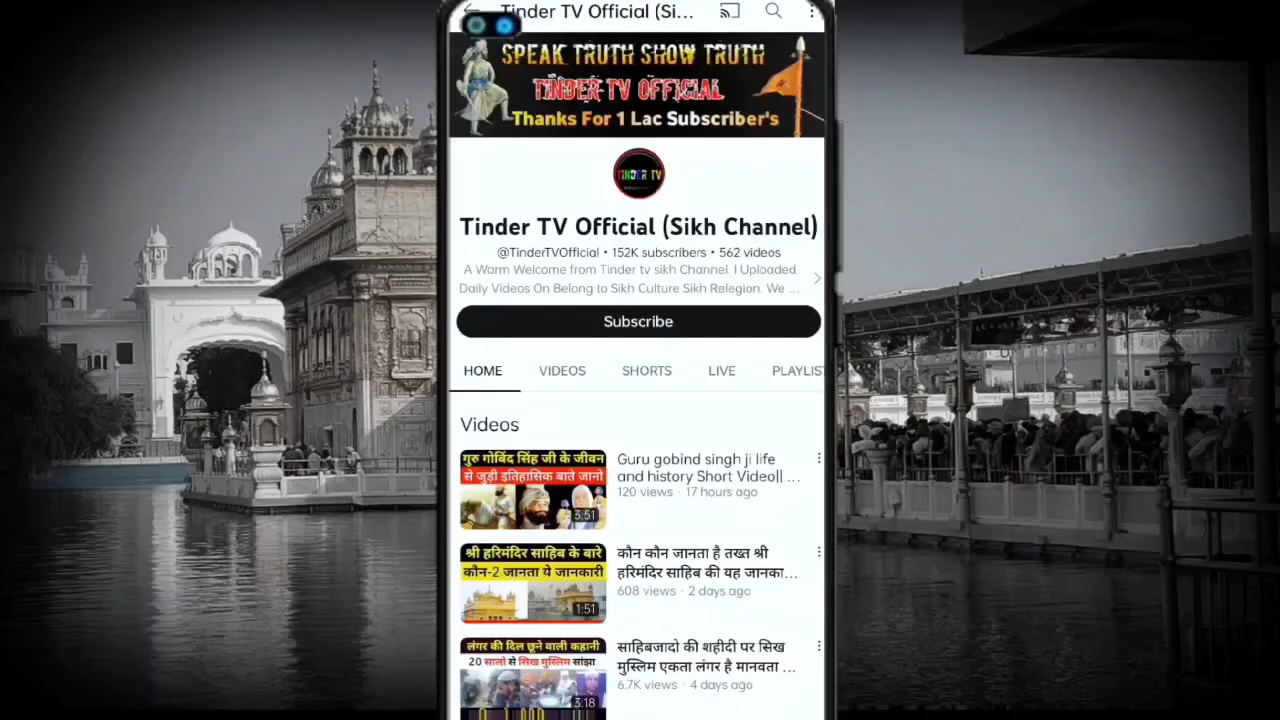 Tinder TV Official (Si...
SPEAK TRUTH SHOW TRUTH
TINDER TV OFFICIAL
Thanks For 1 Lac Subscriber's
TINDER TV
Tinder TV Official (Sikh Channel)
@TinderTVOfficial • 152K subscribers • 562 videos
A Warm Welcome from Tinder tv sikh Channel. I Uploaded
Daily Videos On Belong to Sikh Culture Sikh Relegion. We ...
Subscribe
HOME VIDEOS SHORTS LIVE PLAYLIS
Videos
गुरु गोबिंद सिंह जी के जीवन
से जुड़ी इतिहासिक बाते जानो
3:51
Guru gobind singh ji life
and history Short Video|| ...
120 views · 17 hours ago
श्री हरिमंदिर साहिब के बारे
कौन-2 जानता ये जानकारी
1:51
कौन कौन जानता है तख्त श्री
हरिमंदिर साहिब की यह जानका...
608 views · 2 days ago
लंगर की दिल छूने वाली कहानी
20 सालो से सिख मुस्लिम सांझा
3:18
साहिबजादो की शहीदी पर सिख
मुस्लिम एकता लंगर है मानवता ...
6.7K views · 4 days ago